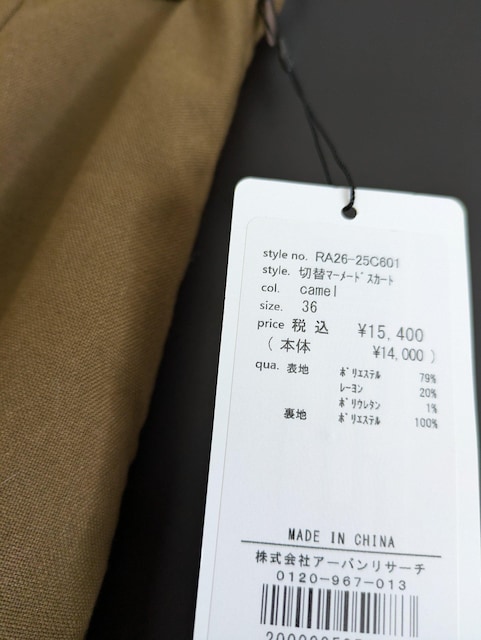 style no. RA26-25C601
style. 切替ﾏｰﾒｰﾄﾞｽｶｰﾄ
col. camel
size. 36
price 税込 ¥15,400
( 本体 ¥14,000 )
qua. 表地 ﾎﾟﾘｴｽﾃﾙ 79%
ﾚｰﾖﾝ 20%
ﾎﾟﾘｳﾚﾀﾝ 1%
裏地 ﾎﾟﾘｴｽﾃﾙ 100%
MADE IN CHINA
株式会社アーバンリサーチ
0120-967-013